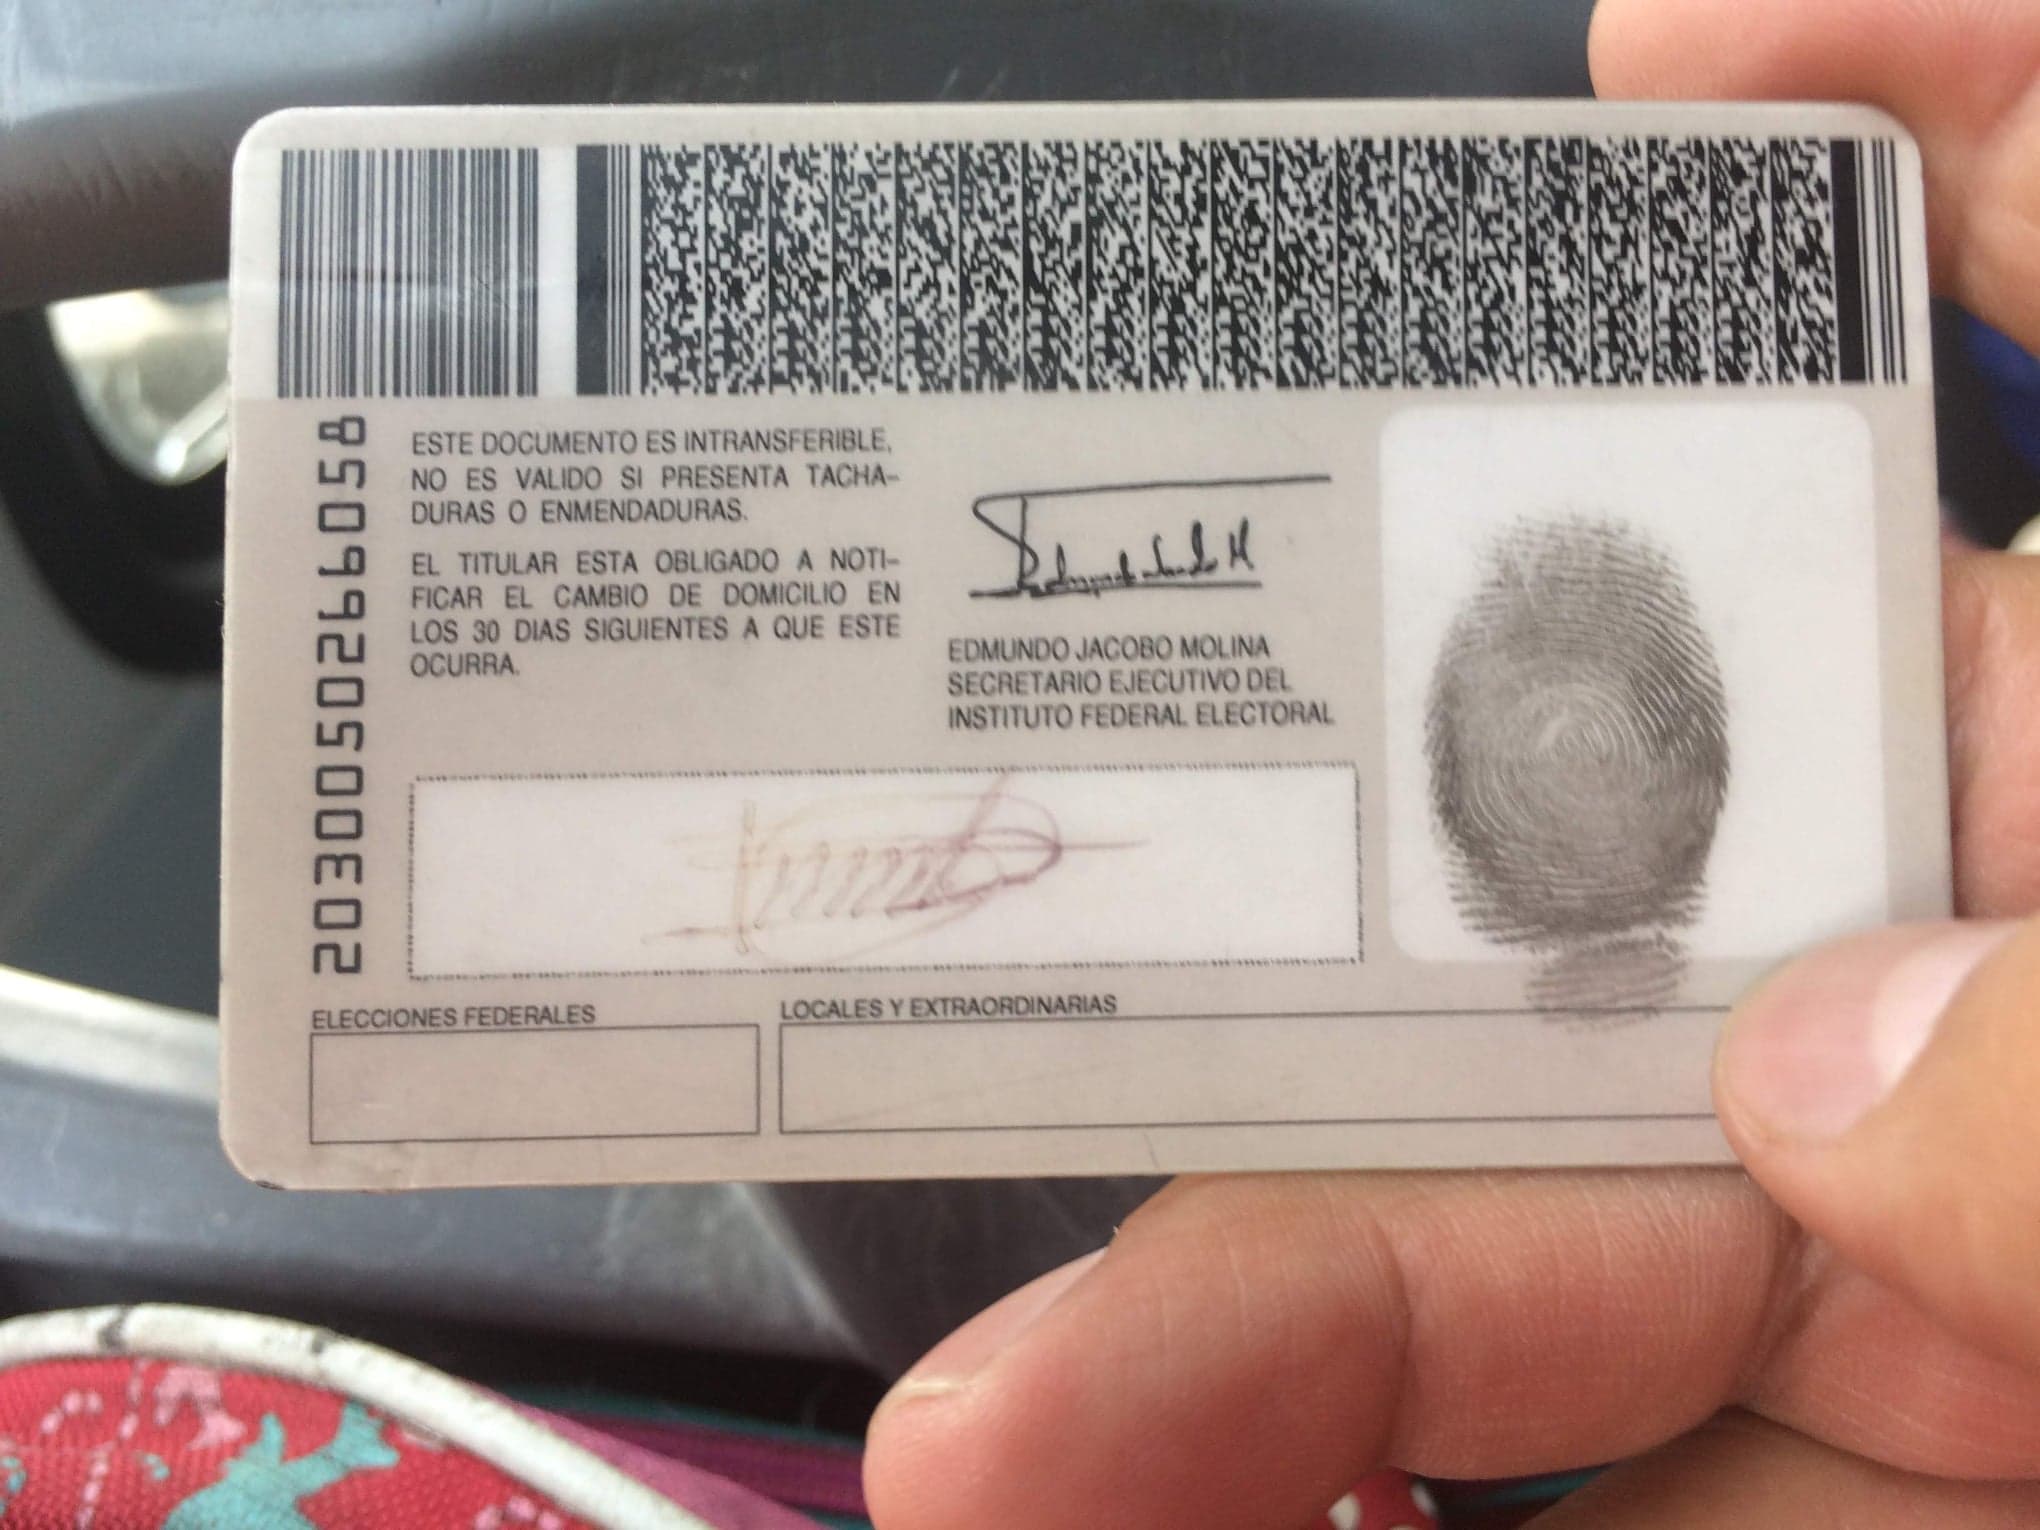 2030050266058
ESTE DOCUMENTO ES INTRANSFERIBLE,
NO ES VALIDO SI PRESENTA TACHA-
DURAS O ENMENDADURAS.
EL TITULAR ESTA OBLIGADO A NOTI-
FICAR EL CAMBIO DE DOMICILIO EN
LOS 30 DIAS SIGUIENTES A QUE ESTE
OCURRA.
EDMUNDO JACOBO MOLINA
SECRETARIO EJECUTIVO DEL
INSTITUTO FEDERAL ELECTORAL
ELECCIONES FEDERALES
LOCALES Y EXTRAORDINARIAS